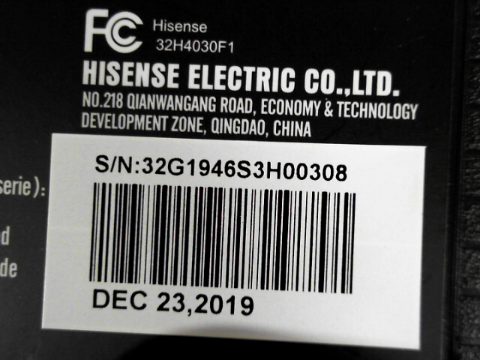 FC Hisense
32H4030F1
HISENSE ELECTRIC CO.,LTD.
NO.218 QIANWANGANG ROAD, ECONOMY & TECHNOLOGY
DEVELOPMENT ZONE, QINGDAO, CHINA
S/N:32G1946S3H00308
serie):
d
de
DEC 23,2019